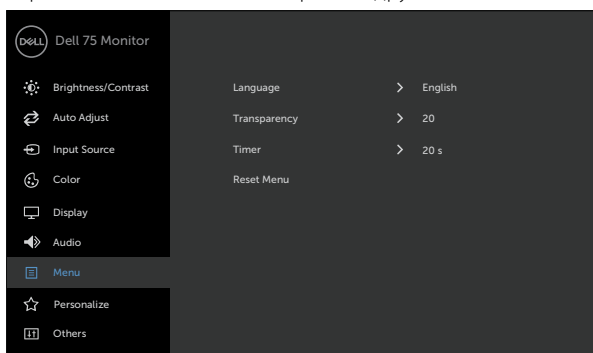 DELL
Dell 75 Monitor
Brightness/Contrast
Auto Adjust
Input Source
Color
Display
Audio
Menu
Personalize
Others
Language > English
Transparency > 20
Timer > 20 s
Reset Menu